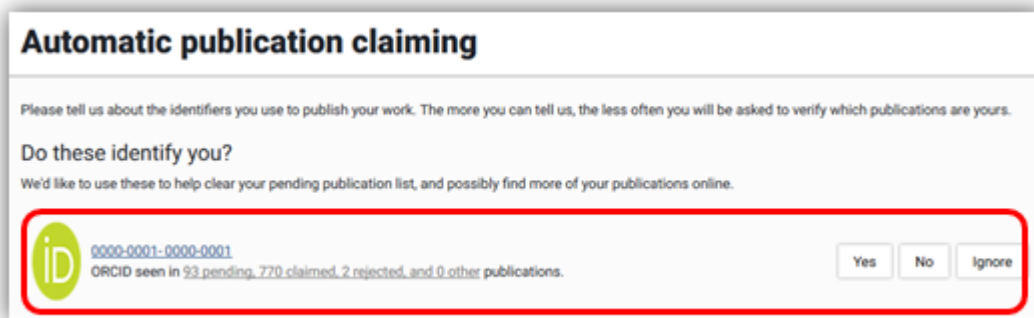 Automatic publication claiming
Please tell us about the identifiers you use to publish your work. The more you can tell us, the less often you will be asked to verify which publications are yours.
Do these identify you?
We'd like to use these to help clear your pending publication list, and possibly find more of your publications online.
iD
0000-0001-0000-0001
ORCID seen in 93 pending, 770 claimed, 2 rejected, and 0 other publications.
Yes No Ignore